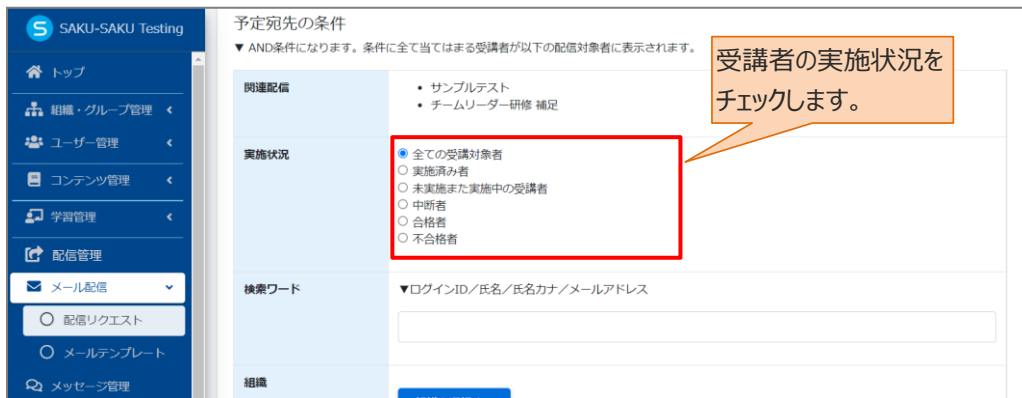 SAKU-SAKU Testing
トップ
組織・グループ管理
ユーザー管理
コンテンツ管理
学習管理
配信管理
メール配信
配信リクエスト
メールテンプレート
メッセージ管理
予定宛先の条件
▼ AND条件になります。条件に全て当てはまる受講者が以下の配信対象者に表示されます。
関連配信
• サンプルテスト
• チームリーダー研修 補足
実施状況
全ての受講対象者
実施済み者
未実施また実施中の受講者
中断者
合格者
不合格者
検索ワード
▼ログインID／氏名／氏名カナ／メールアドレス
組織
受講者の実施状況を
チェックします。